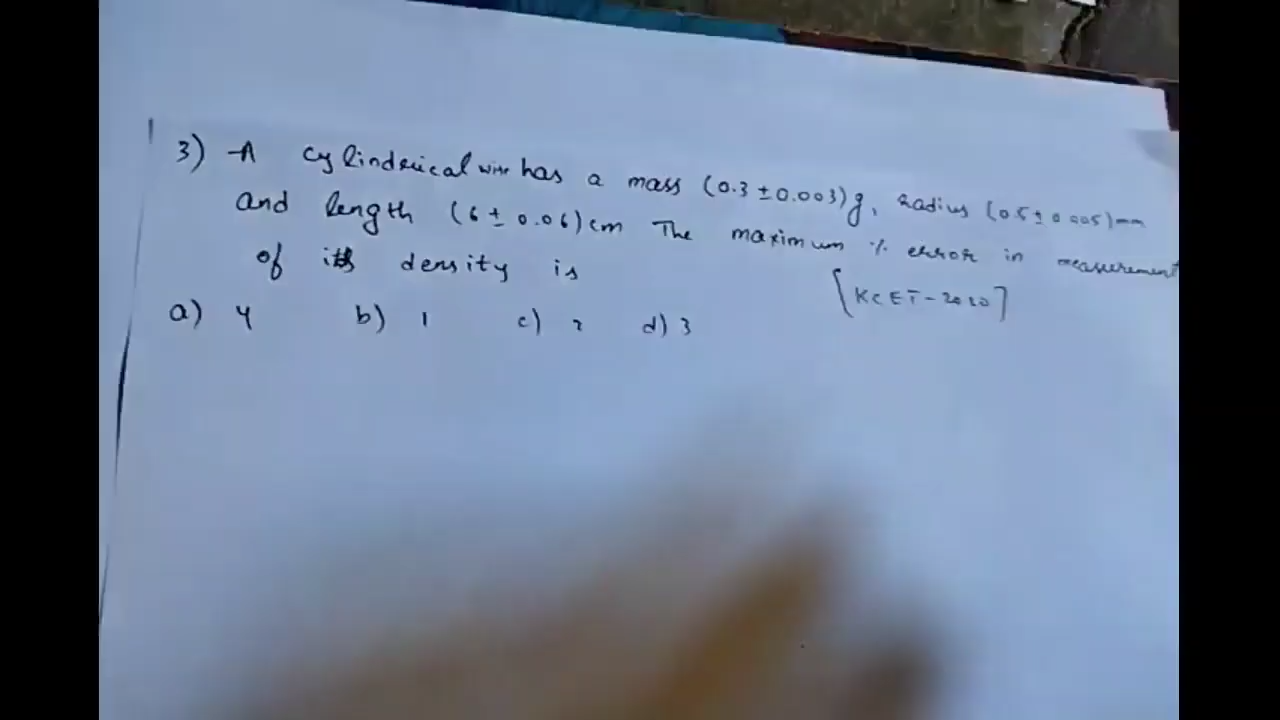 3) A cylinderical wire has a mass (0.3 ± 0.003)g, radius (0.5 ± 0.005)mm
and length (6 ± 0.06)cm The maximum % error in measurement
of its density is
[KCET-2020]
a) 4 b) 1 c) 2 d) 3